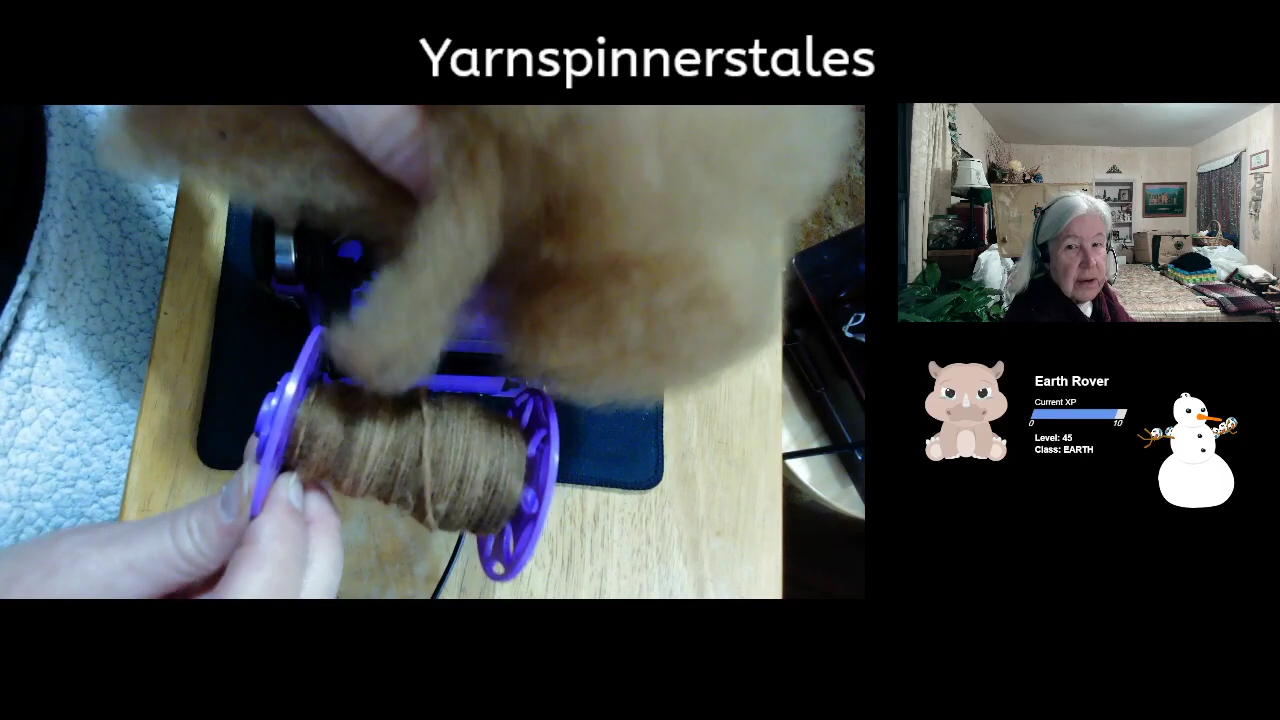 Yarnspinnerstales
Earth Rover
Current XP
0 10
Level: 45
Class: EARTH